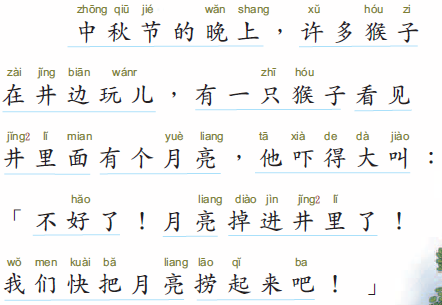 zhōng qiū jié wǎn shang xǔ hóu zi
中秋节的晚上，许多猴子
zài jǐng biān wánr zhī hóu
在井边玩儿，有一只猴子看见
jǐng2 lǐ mian yuè liang tā xià de dà jiào
井里面有个月亮，他吓得大叫：
hǎo liang diào jìn jǐng2 lǐ
「不好了！月亮掉进井里了！
wǒ men kuài bǎ liang lāo qǐ ba
我们快把月亮捞起来吧！」